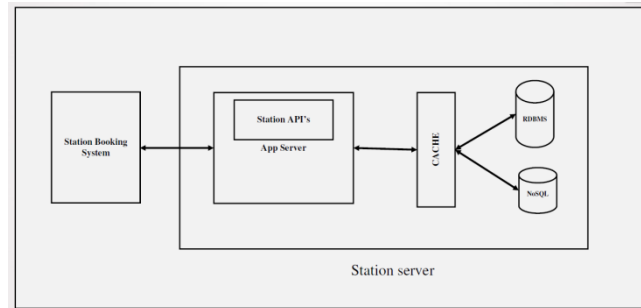 Station Booking
System
Station API's
App Server
CACHE
RDBMS
NoSQL
Station server